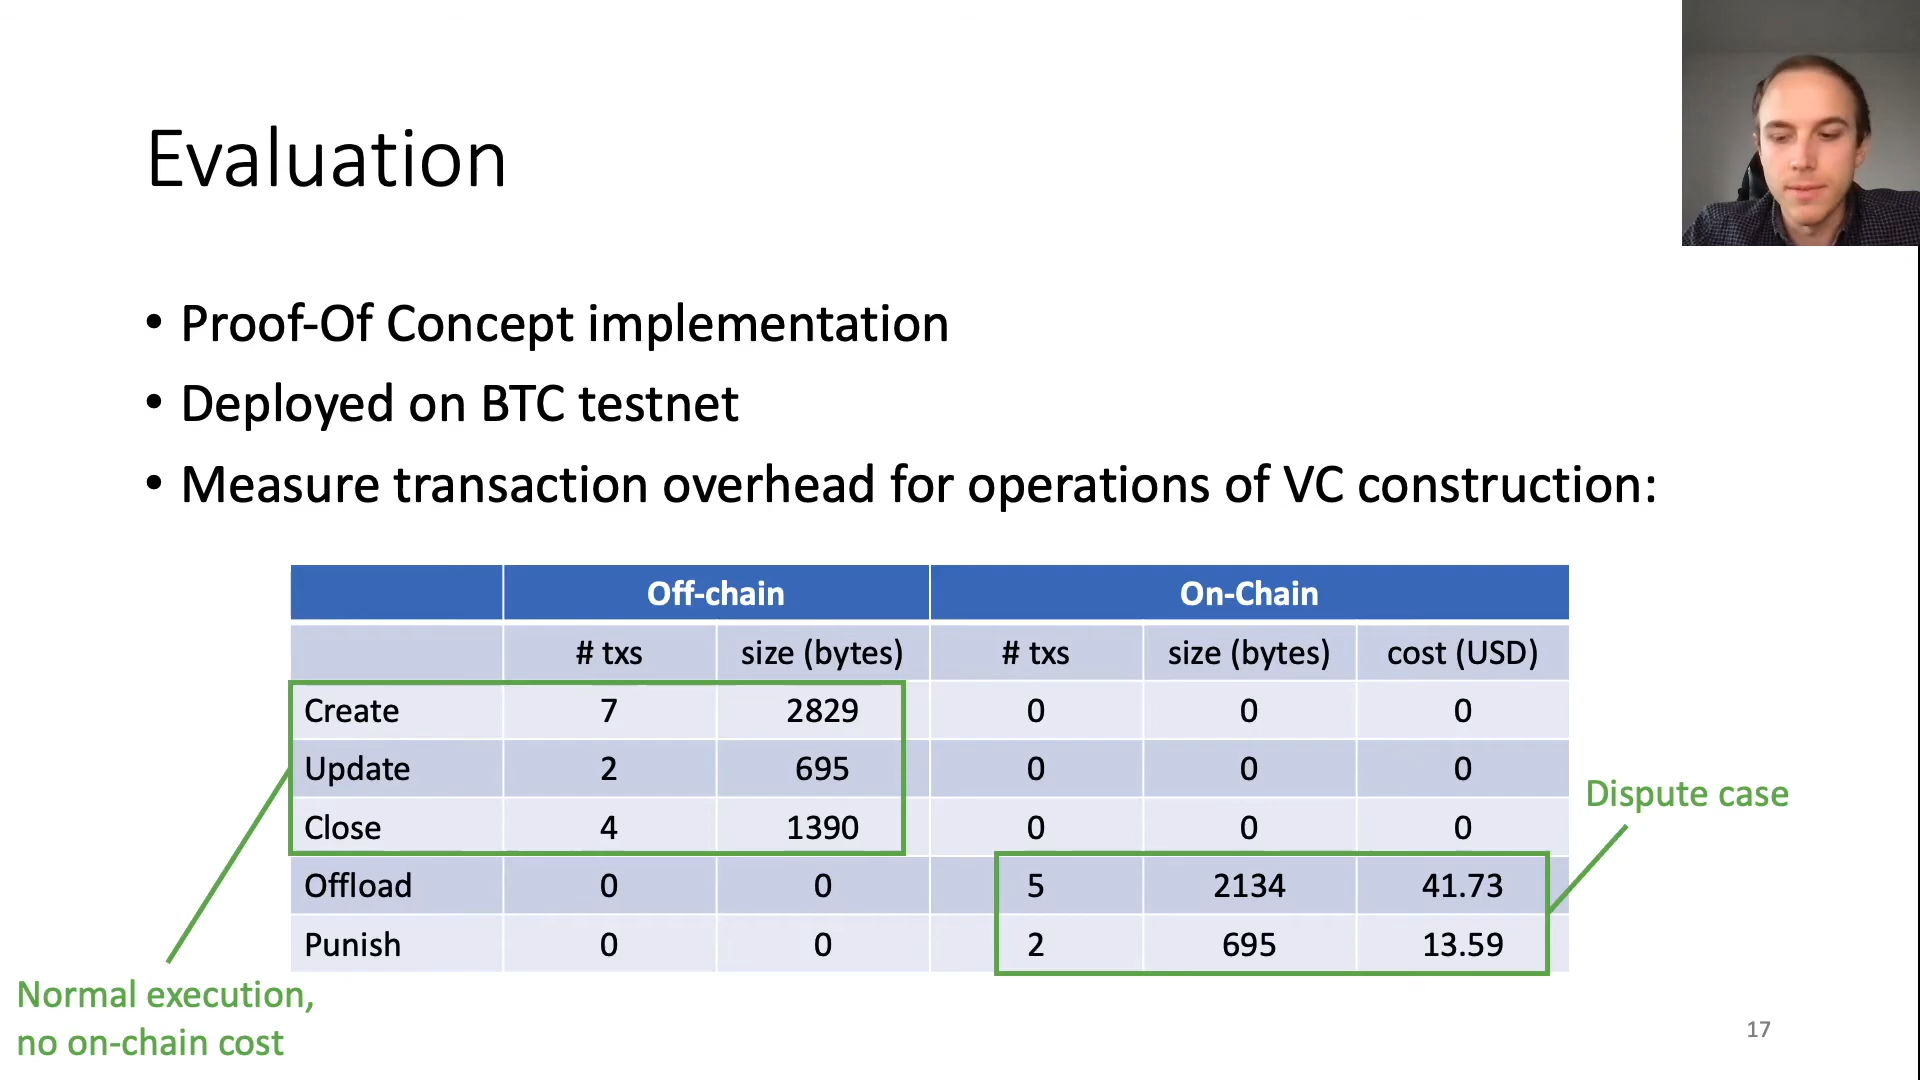 Evaluation
• Proof-Of Concept implementation
• Deployed on BTC testnet
• Measure transaction overhead for operations of VC construction:
Off-chain On-Chain
# txs size (bytes) # txs size (bytes) cost (USD)
Create 7 2829 0 0 0
Update 2 695 0 0 0
Close 4 1390 0 0 0
Offload 0 0 5 2134 41.73
Punish 0 0 2 695 13.59
Dispute case
Normal execution,
no on-chain cost
17